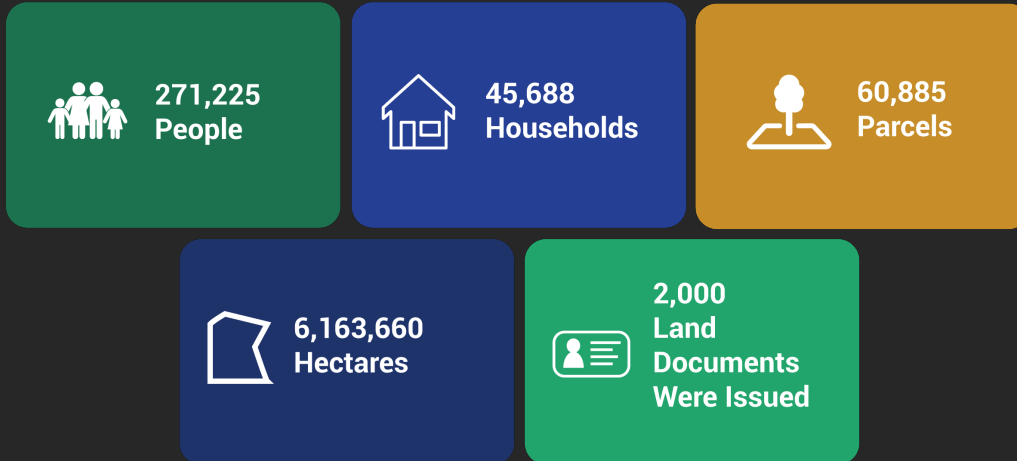 271,225
People
45,688
Households
60,885
Parcels
6,163,660
Hectares
2,000
Land
Documents
Were Issued